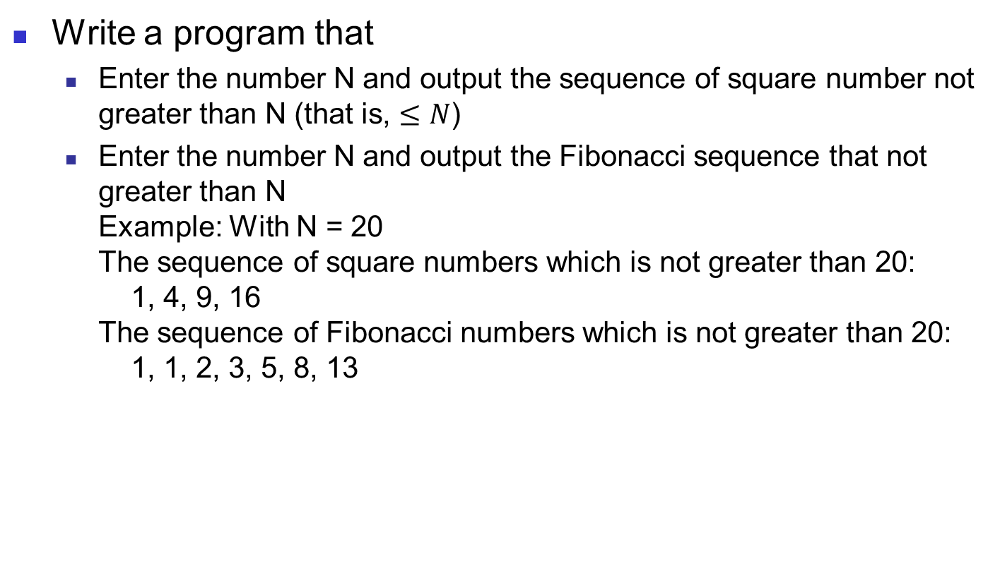 Write a program that
Enter the number N and output the sequence of square number not
greater than N (that is, ≤ N)
Enter the number N and output the Fibonacci sequence that not
greater than N
Example: With N = 20
The sequence of square numbers which is not greater than 20:
1, 4, 9, 16
The sequence of Fibonacci numbers which is not greater than 20:
1, 1, 2, 3, 5, 8, 13